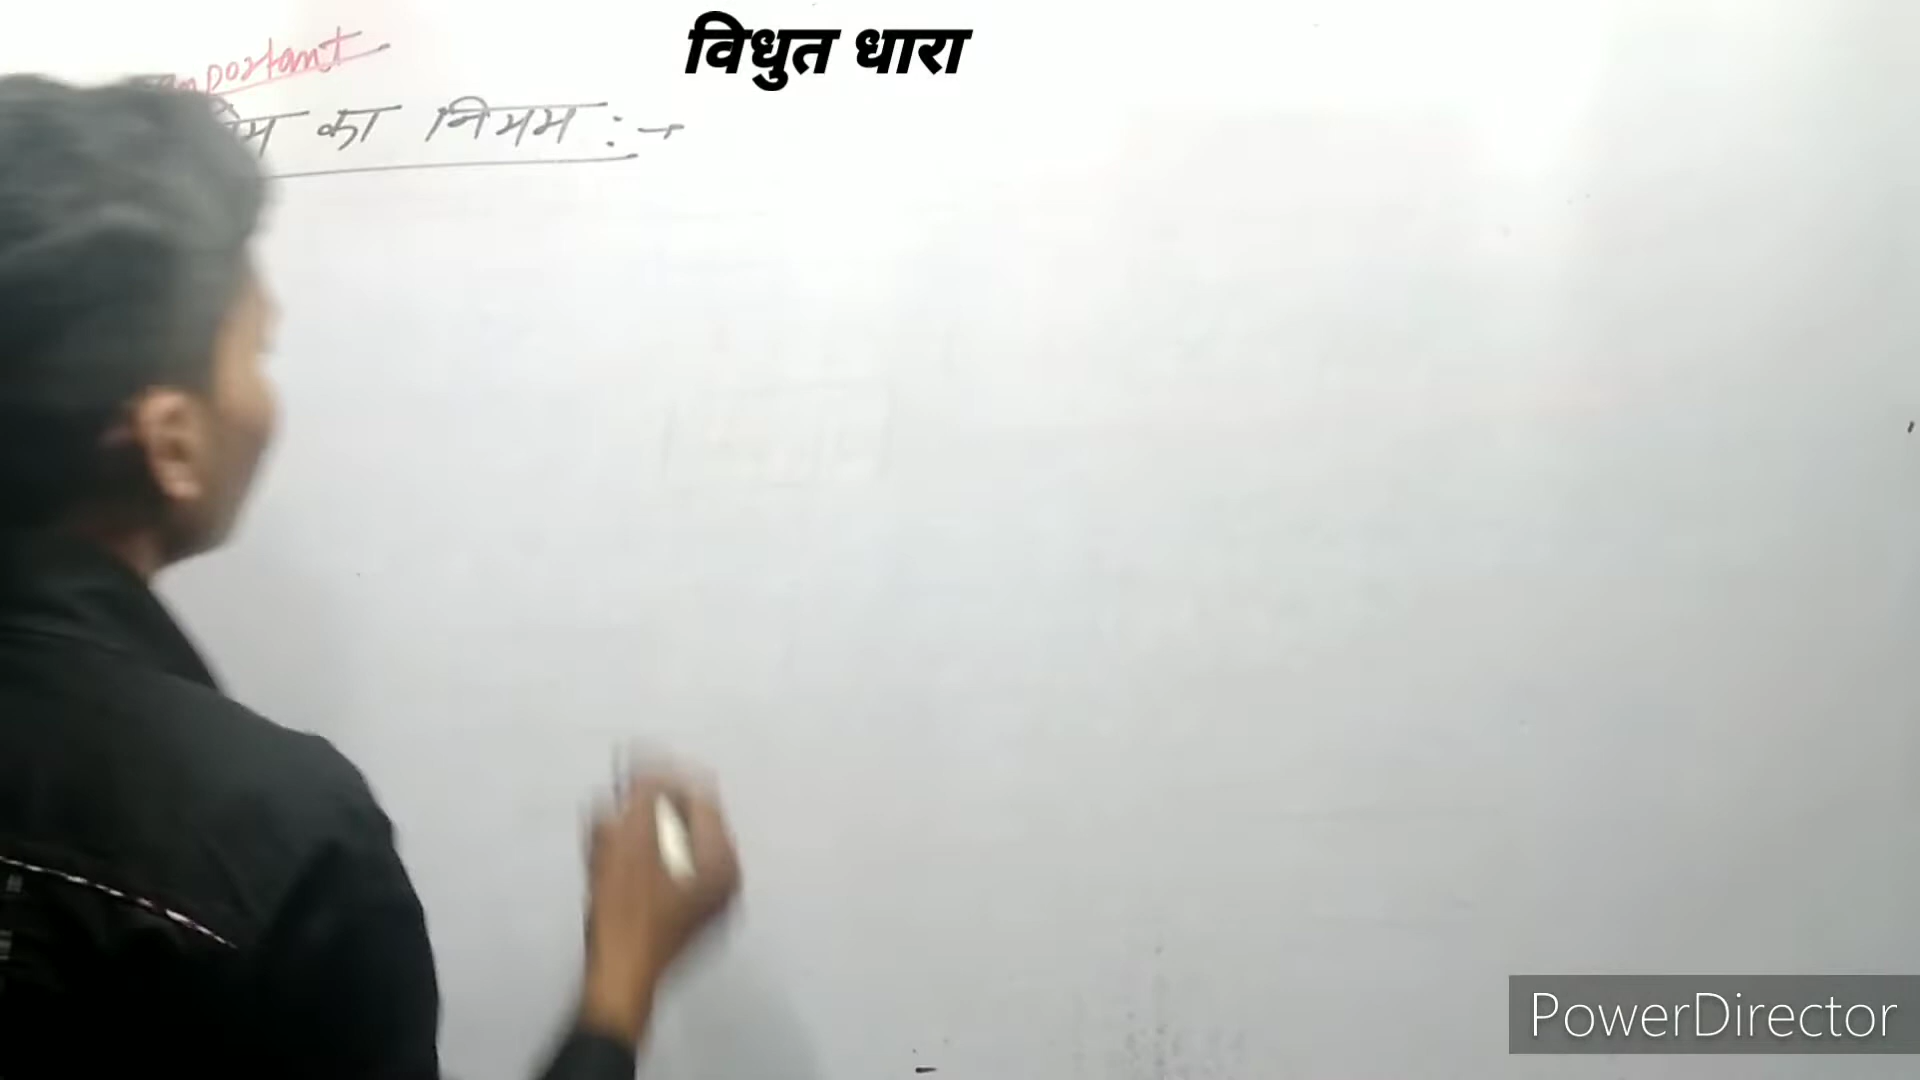 विधुत धारा
Important
का नियम :→
PowerDirector